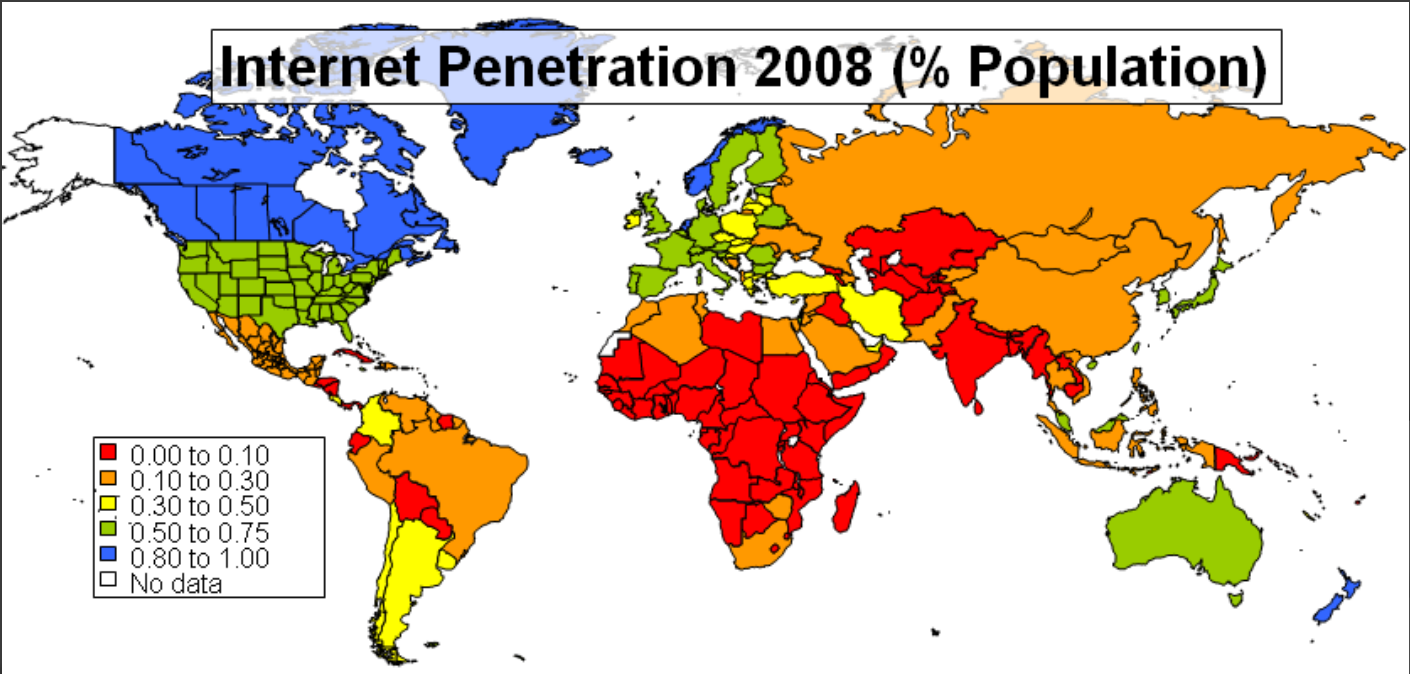 Internet Penetration 2008 (% Population)
0.00 to 0.10
0.10 to 0.30
0.30 to 0.50
0.50 to 0.75
0.80 to 1.00
No data